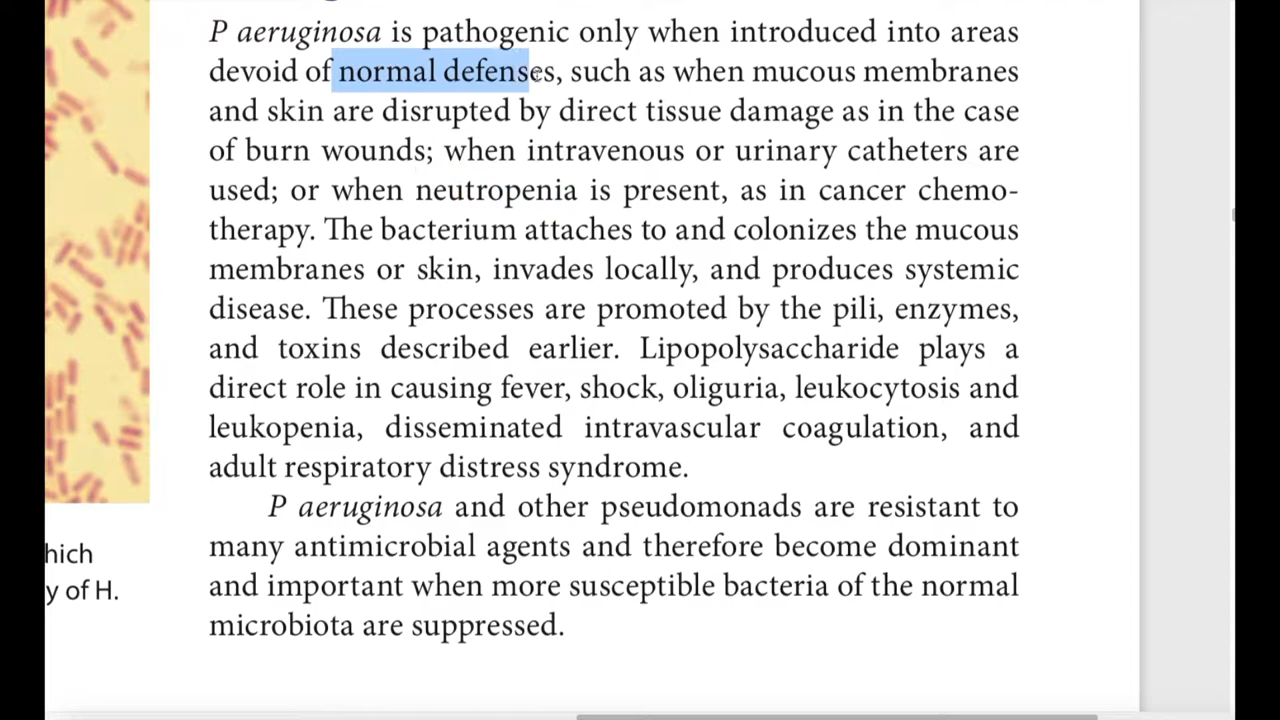 P aeruginosa is pathogenic only when introduced into areas
devoid of normal defenses, such as when mucous membranes
and skin are disrupted by direct tissue damage as in the case
of burn wounds; when intravenous or urinary catheters are
used; or when neutropenia is present, as in cancer chemo-
therapy. The bacterium attaches to and colonizes the mucous
membranes or skin, invades locally, and produces systemic
disease. These processes are promoted by the pili, enzymes,
and toxins described earlier. Lipopolysaccharide plays a
direct role in causing fever, shock, oliguria, leukocytosis and
leukopenia, disseminated intravascular coagulation, and
adult respiratory distress syndrome.
P aeruginosa and other pseudomonads are resistant to
many antimicrobial agents and therefore become dominant
and important when more susceptible bacteria of the normal
microbiota are suppressed.
hich
y of H.